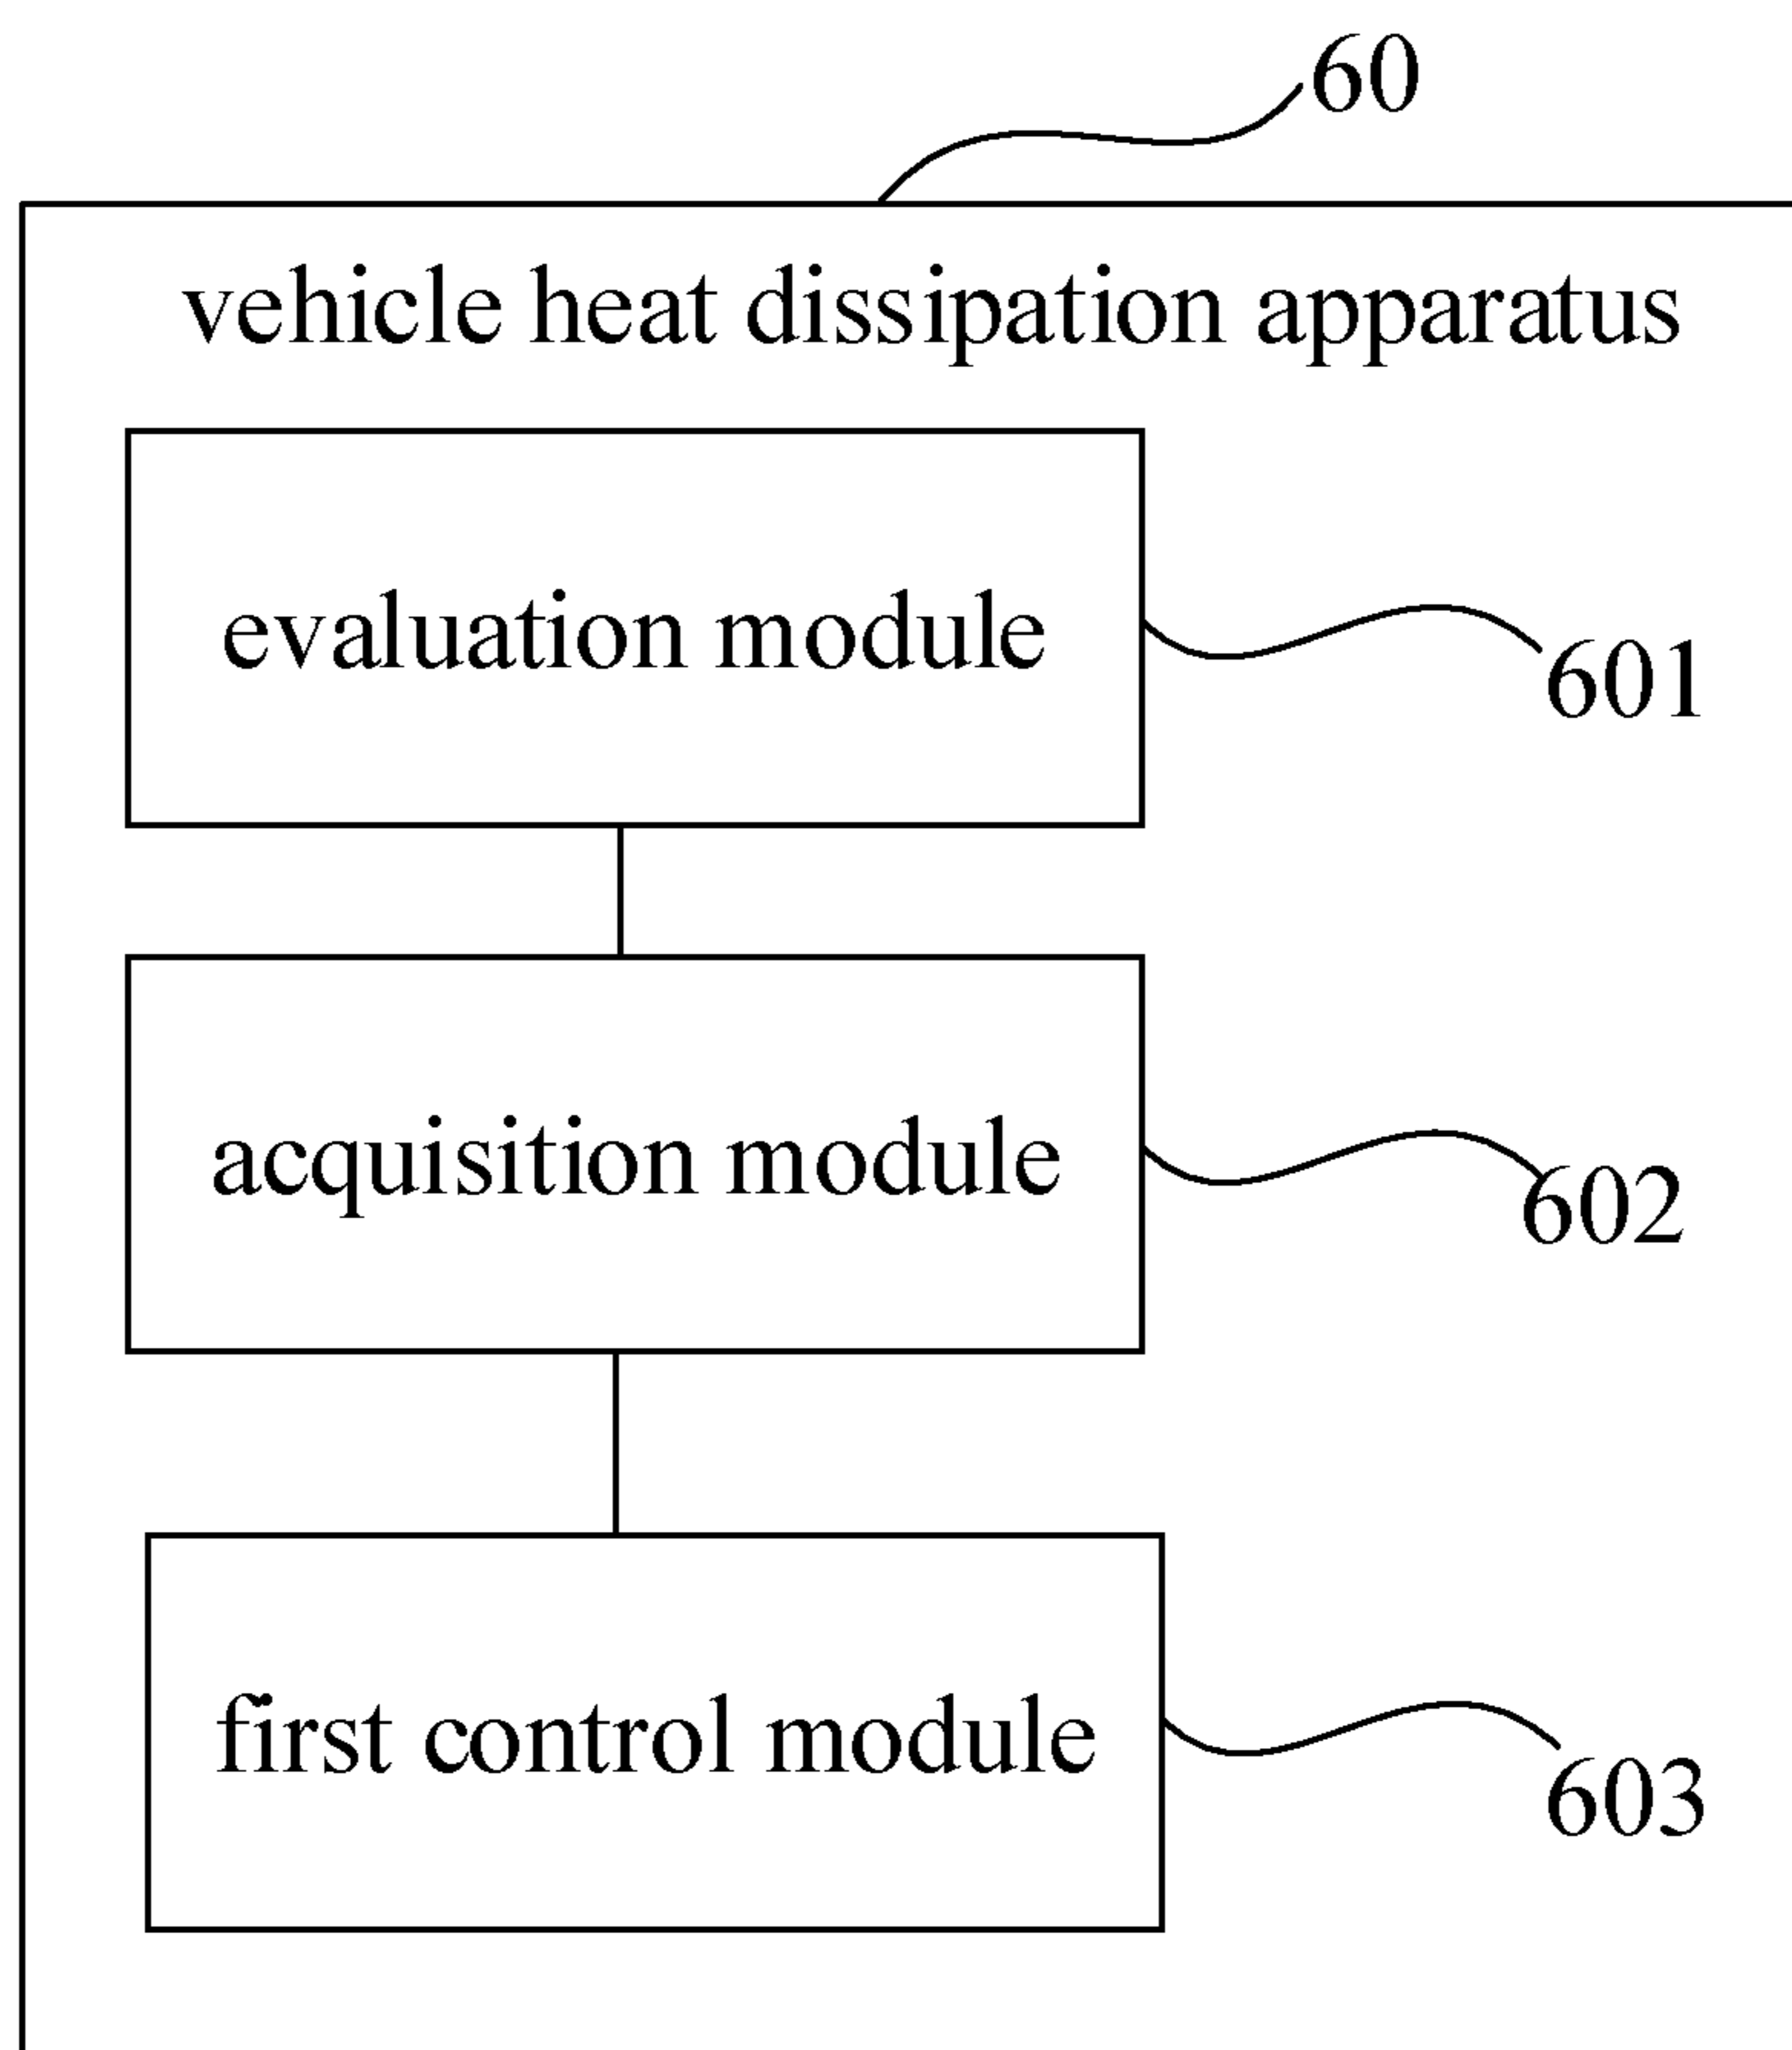 60
vehicle heat dissipation apparatus
evaluation module
601
acquisition module
602
first control module
603